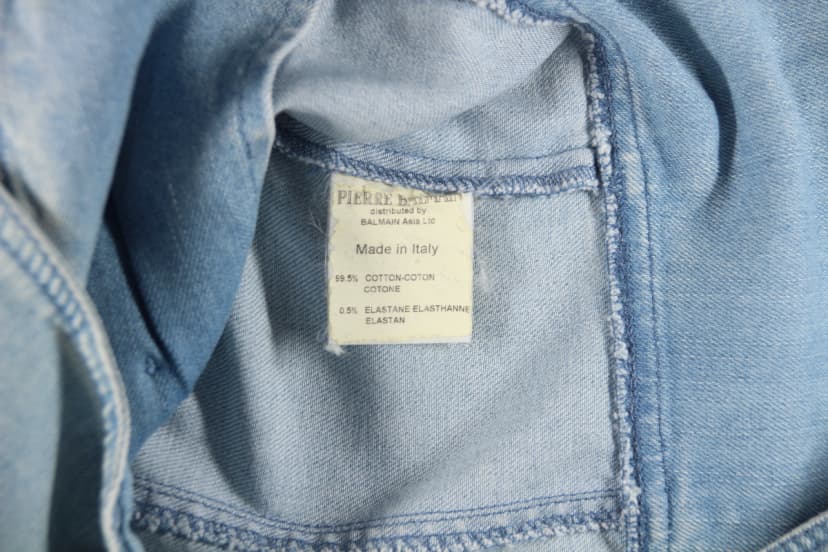 PIERRE BALMAIN
distributed by
BALMAIN Asia Ltd
Made in Italy
99.5% COTTON-COTON
COTONE
0.5% ELASTANE ELASTHANNE
ELASTAN